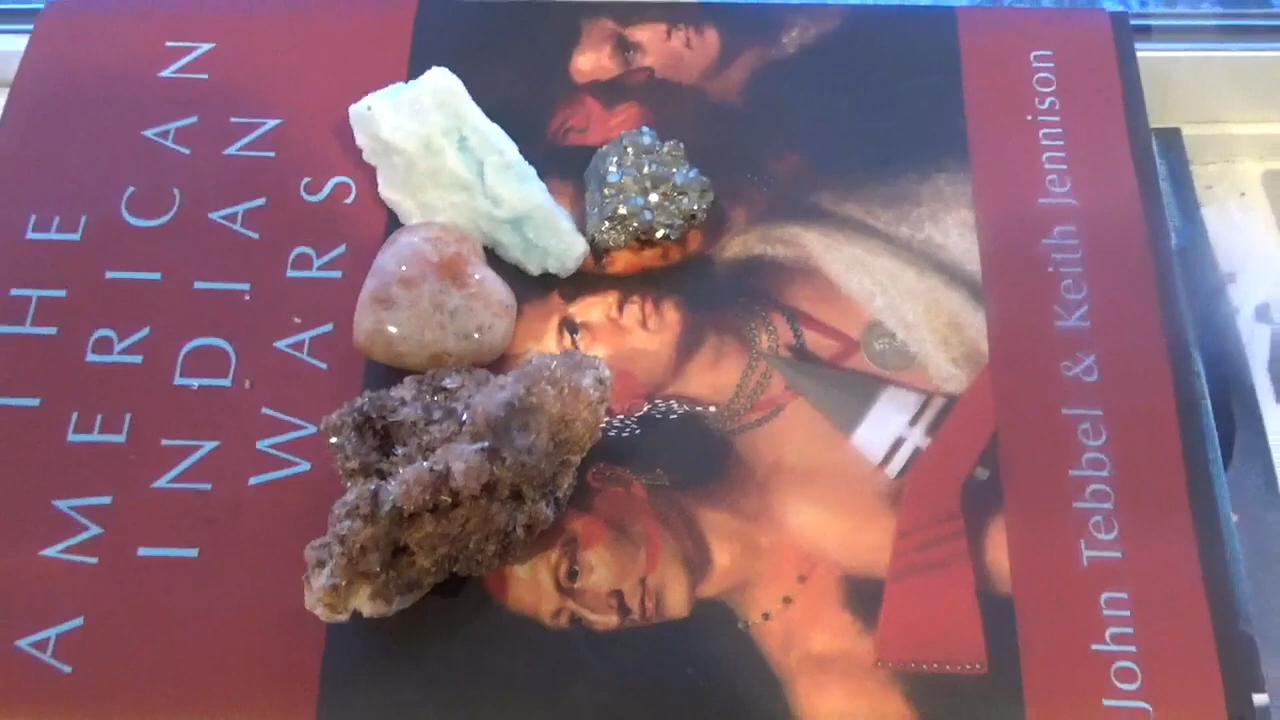 THE
AMERICAN
INDIAN
WARS
John Tebbel & Keith Jennison